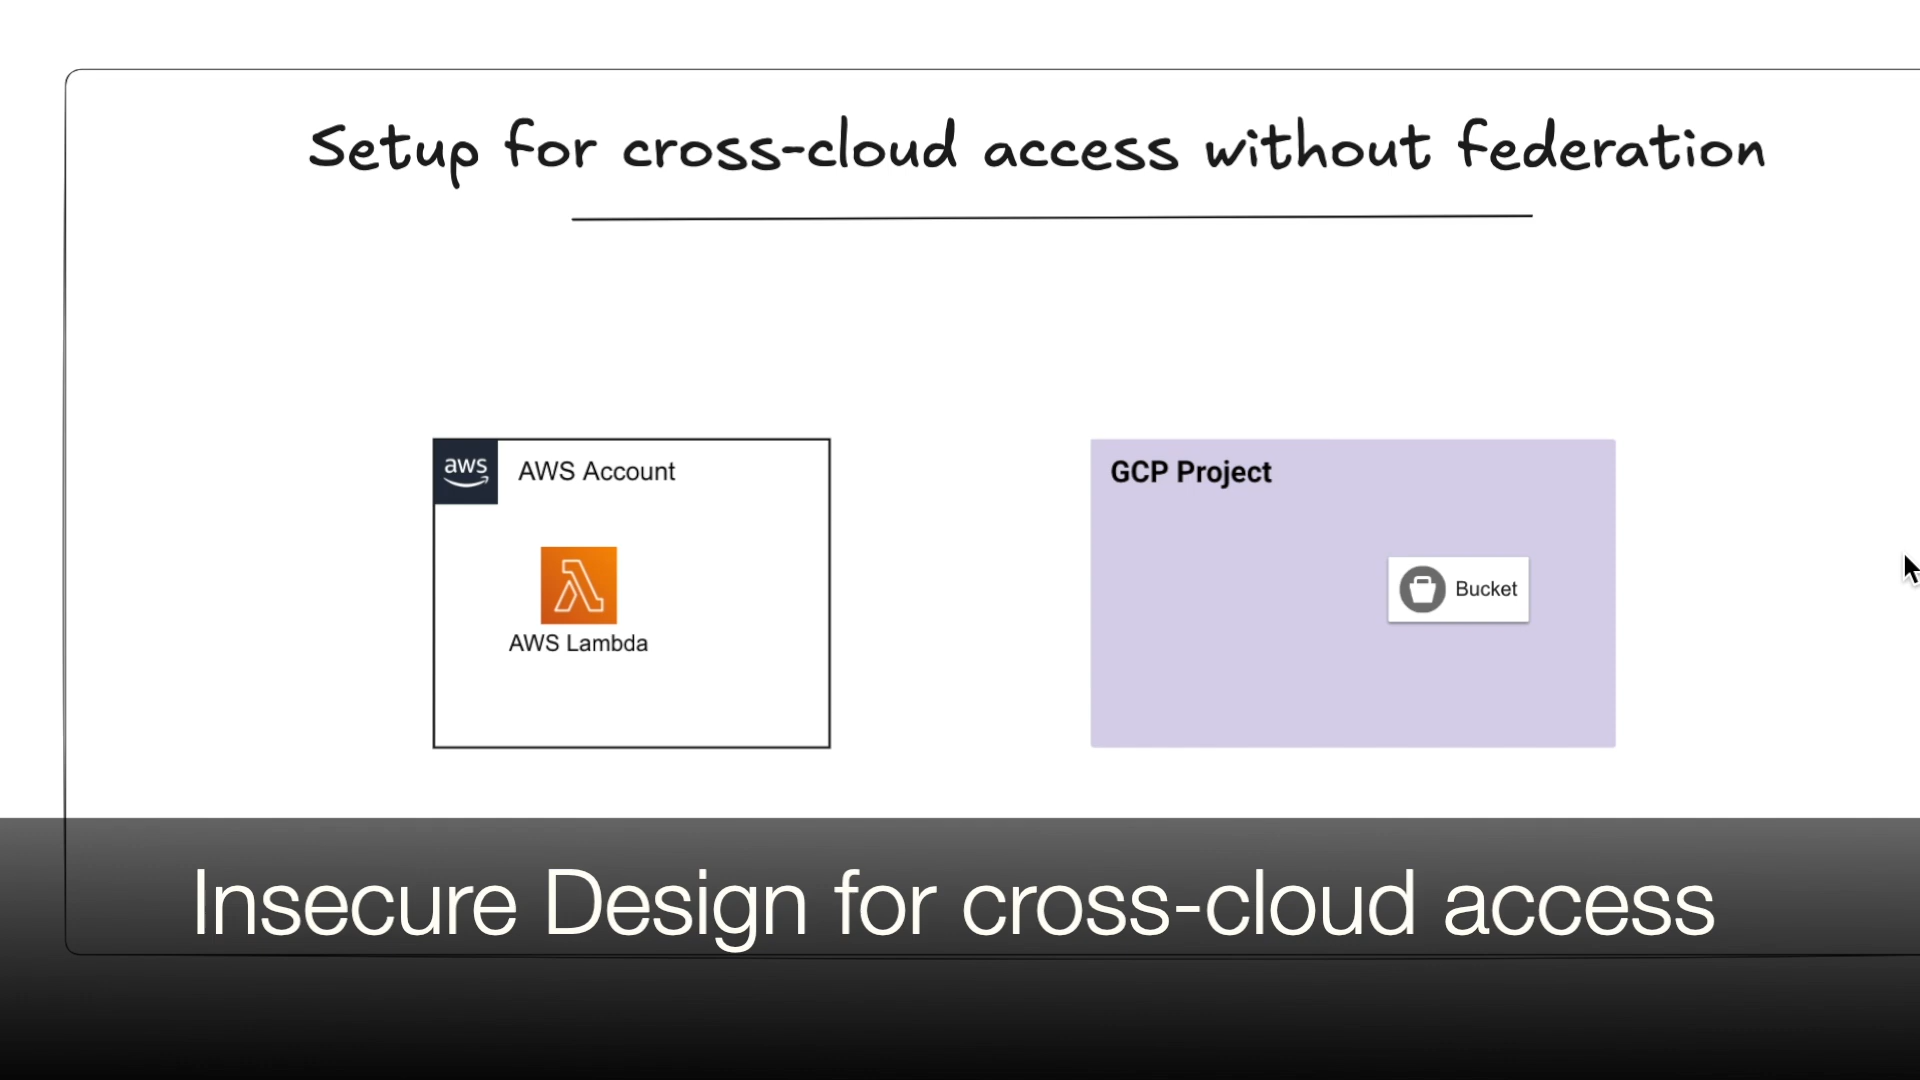 Setup for cross-cloud access without federation
aws
AWS Account
GCP Project
Bucket
AWS Lambda
Insecure Design for cross-cloud access